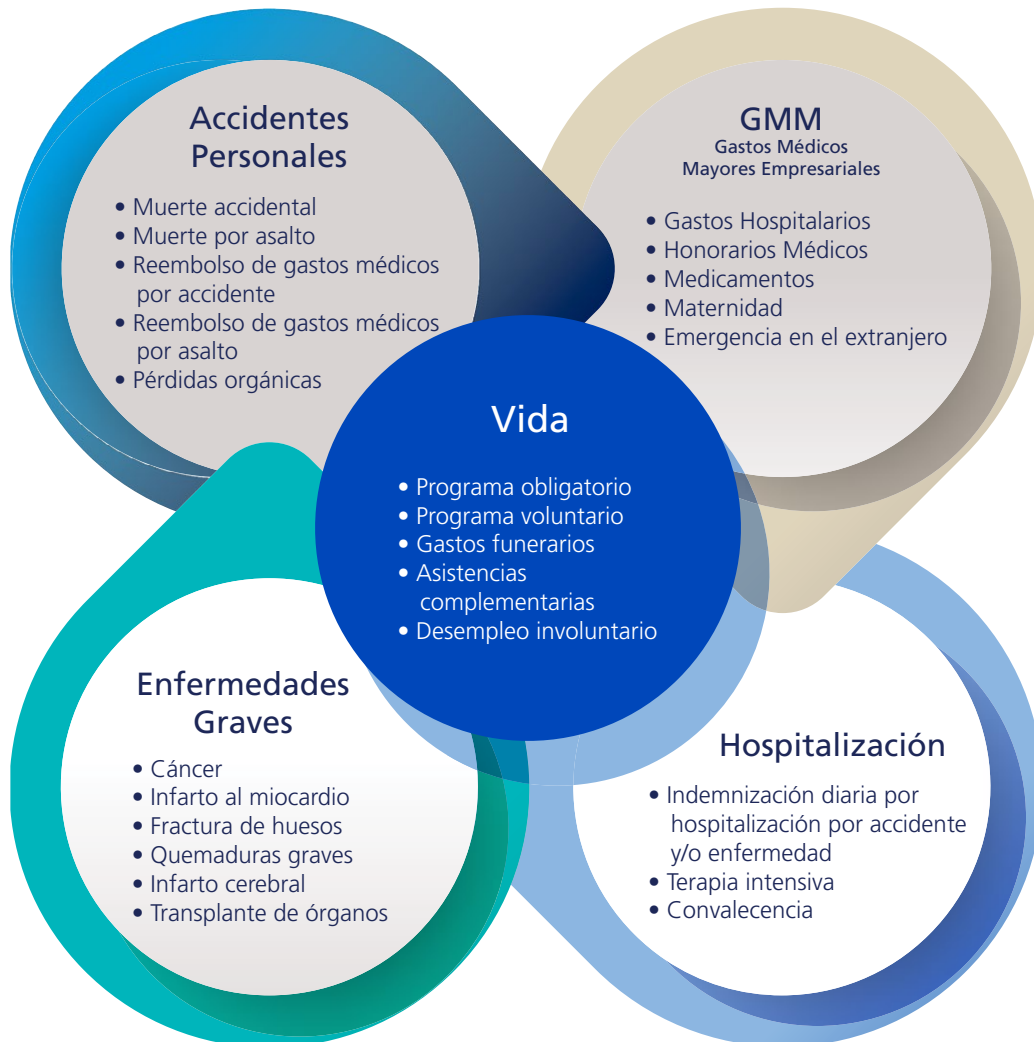 Accidentes
Personales
• Muerte accidental
• Muerte por asalto
• Reembolso de gastos médicos
por accidente
• Reembolso de gastos médicos
por asalto
• Pérdidas orgánicas
GMM
Gastos Médicos
Mayores Empresariales
• Gastos Hospitalarios
• Honorarios Médicos
• Medicamentos
• Maternidad
• Emergencia en el extranjero
Vida
• Programa obligatorio
• Programa voluntario
• Gastos funerarios
• Asistencias
complementarias
• Desempleo involuntario
Enfermedades
Graves
• Cáncer
• Infarto al miocardio
• Fractura de huesos
• Quemaduras graves
• Infarto cerebral
• Transplante de órganos
Hospitalización
• Indemnización diaria por
hospitalización por accidente
y/o enfermedad
• Terapia intensiva
• Convalecencia